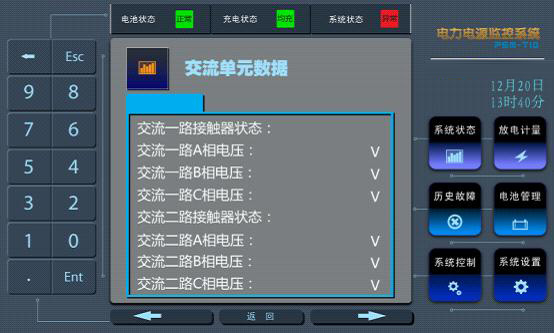 电池状态 正常 充电状态 均充 系统状态 异常
电力电源监控系统
PSM-T10
12月20日
13时40分
← Esc
9 8
7 6
5 4
3 2
1 0
. Ent
交流单元数据
交流一路接触器状态：
交流一路A相电压： V
交流一路B相电压： V
交流一路C相电压： V
交流二路接触器状态：
交流二路A相电压： V
交流二路B相电压： V
交流二路C相电压： V
返 回
系统状态 放电计量
历史故障 电池管理
系统控制 系统设置